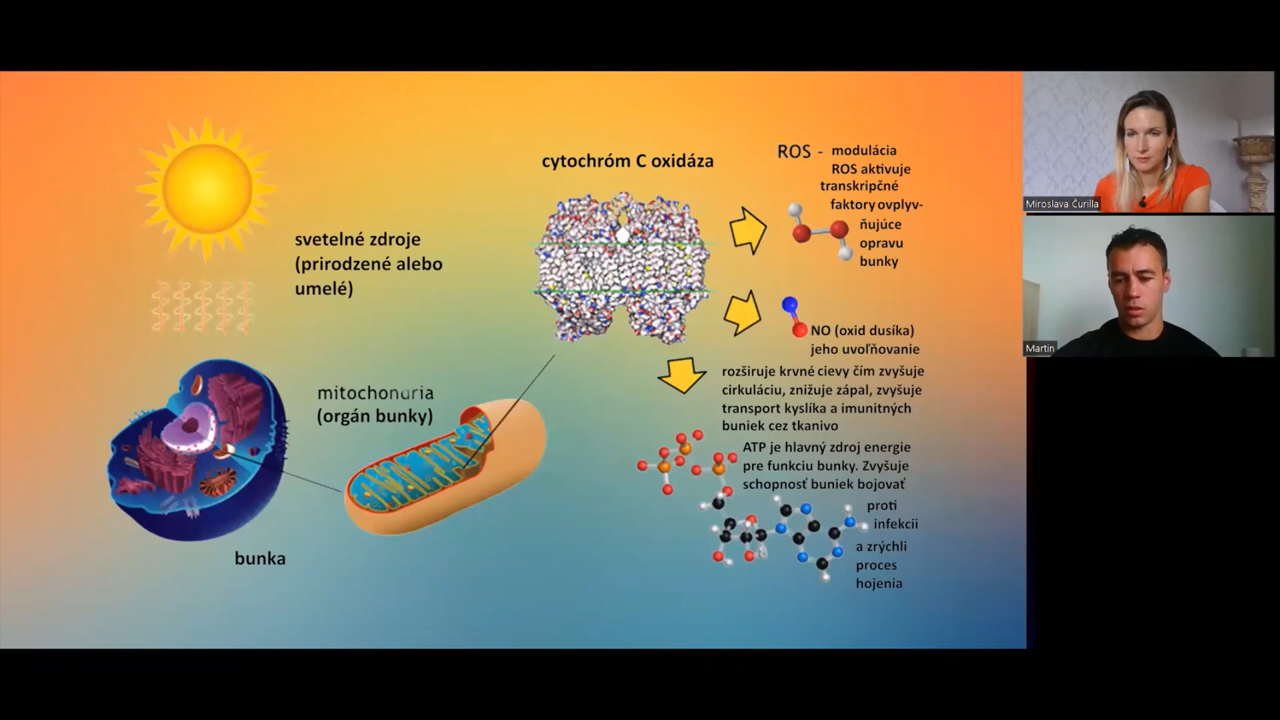 cytochróm C oxidáza
ROS - modulácia
ROS aktivuje
transkripčné
faktory ovplyv-
ňujúce
opravu
bunky
svetelné zdroje
(prirodzené alebo
umelé)
NO (oxid dusíka)
jeho uvoľňovanie
rozširuje krvné cievy čím zvyšuje
cirkuláciu, znižuje zápal, zvyšuje
transport kyslíka a imunitných
buniek cez tkanivo
mitochondria
(orgán bunky)
ATP je hlavný zdroj energie
pre funkciu bunky. Zvyšuje
schopnosť buniek bojovať
proti
infekcii
a zrýchli
proces
hojenia
bunka
Miroslava Čurilla
Martin